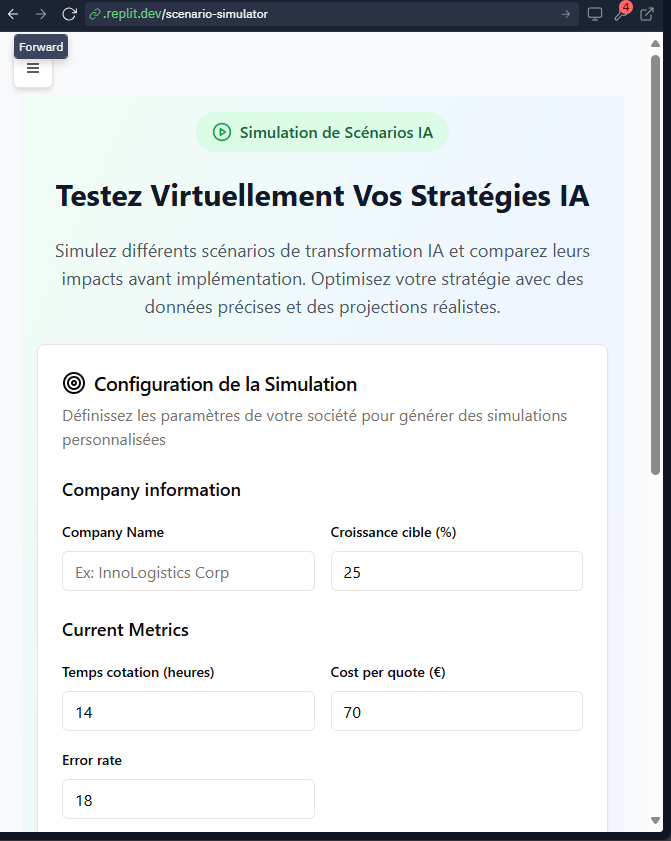 .replit.dev/scenario-simulator
4
Forward
Simulation de Scénarios IA
Testez Virtuellement Vos Stratégies IA
Simulez différents scénarios de transformation IA et comparez leurs
impacts avant implémentation. Optimisez votre stratégie avec des
données précises et des projections réalistes.
Configuration de la Simulation
Définissez les paramètres de votre société pour générer des simulations
personnalisées
Company information
Company Name
Croissance cible (%)
Ex: InnoLogistics Corp
25
Current Metrics
Temps cotation (heures)
Cost per quote (€)
14
70
Error rate
18